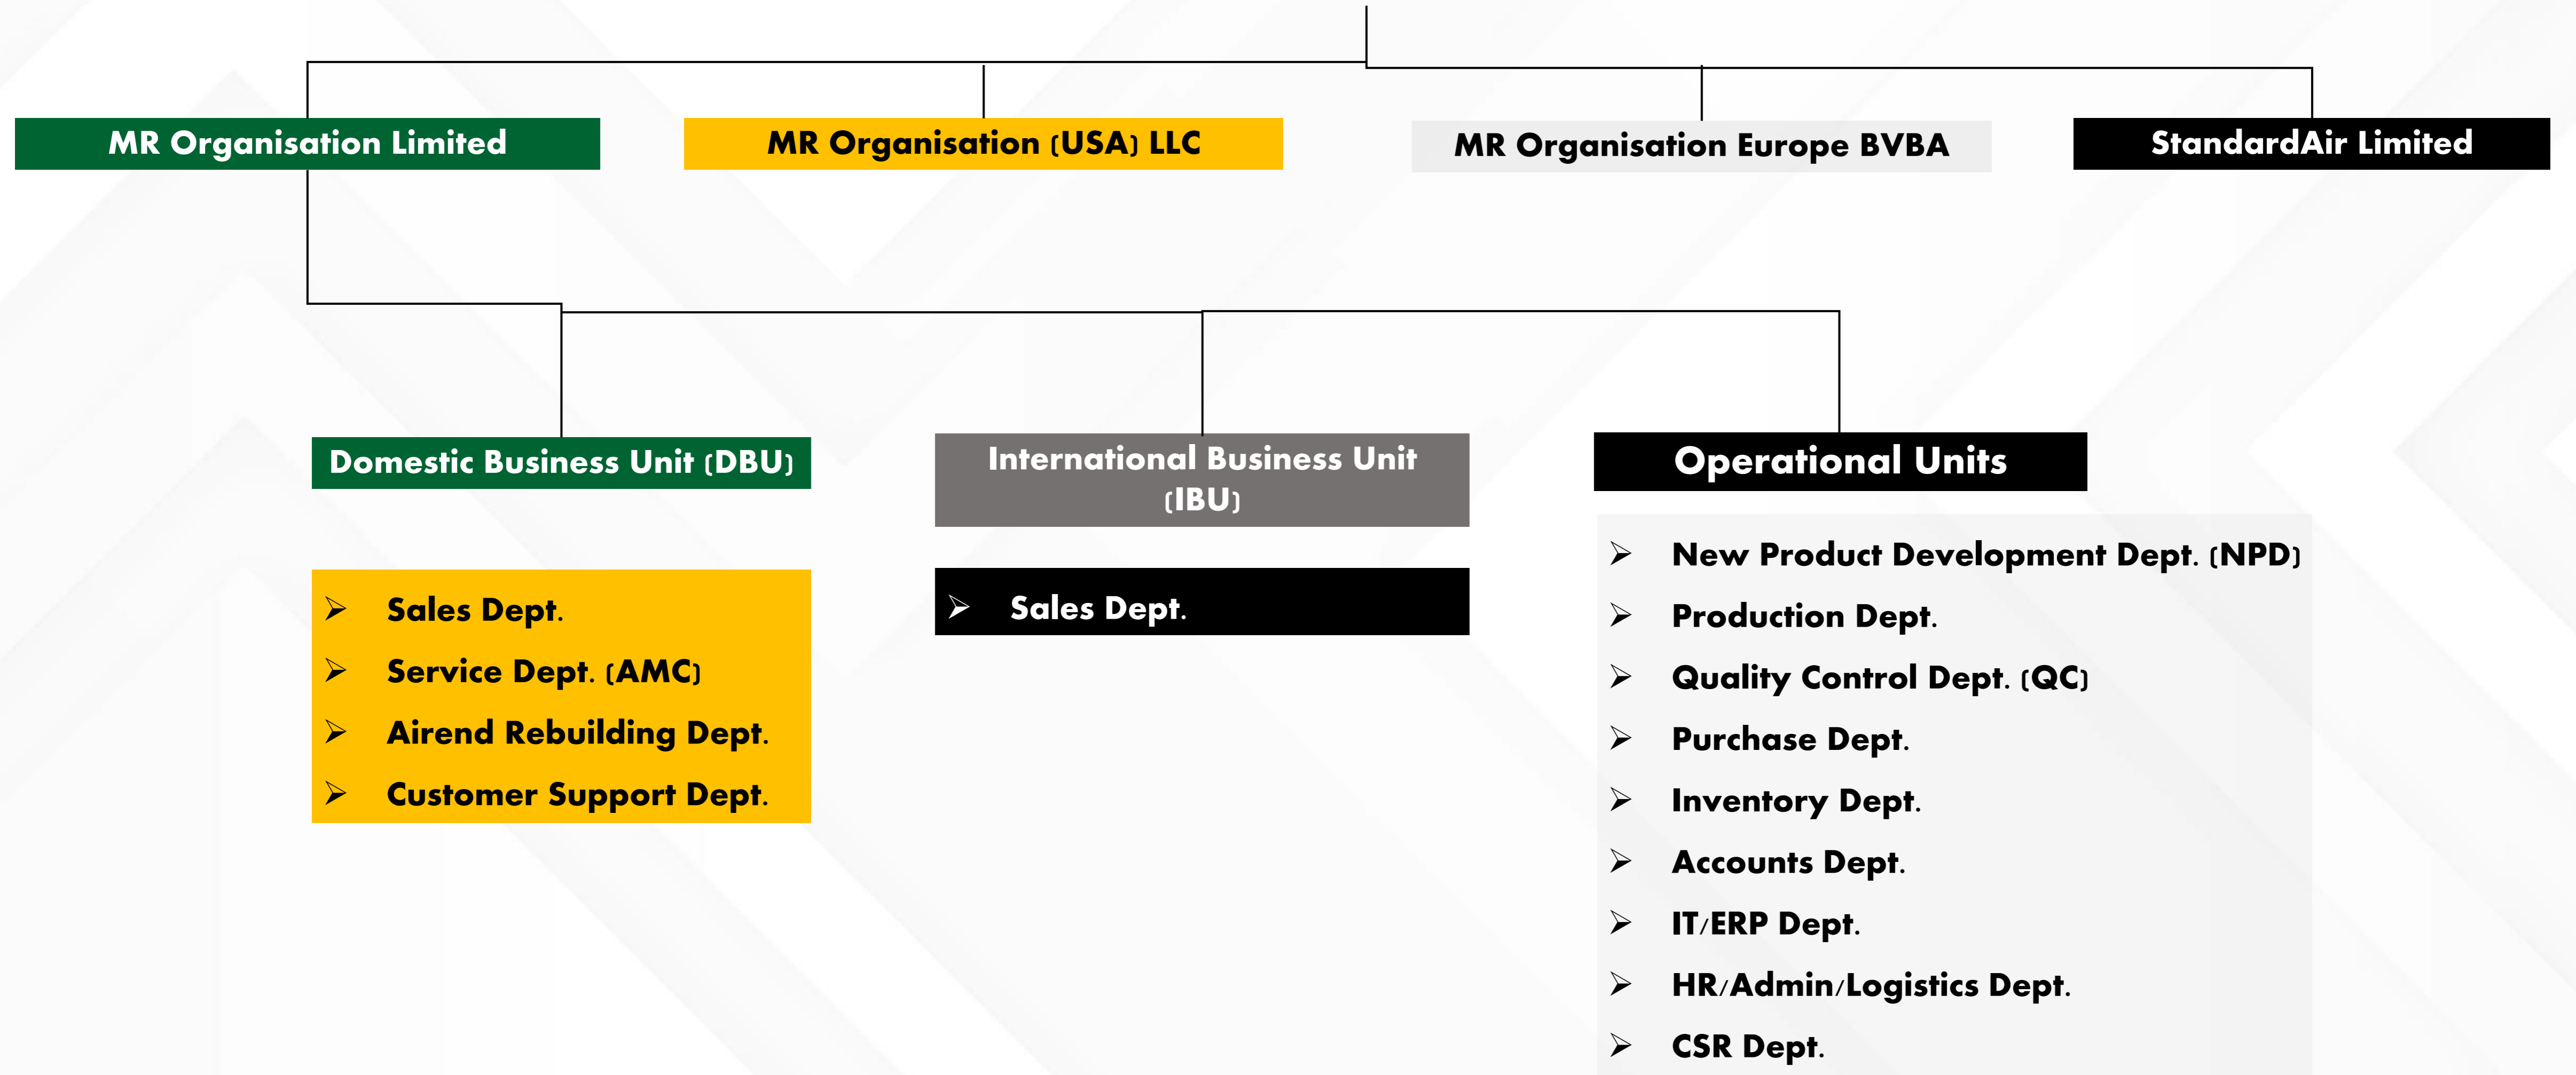 MR Organisation Limited
MR Organisation (USA) LLC
MR Organisation Europe BVBA
StandardAir Limited
Domestic Business Unit (DBU)
➢ Sales Dept.
➢ Service Dept. (AMC)
➢ Airend Rebuilding Dept.
➢ Customer Support Dept.
International Business Unit
(IBU)
➢ Sales Dept.
Operational Units
➢ New Product Development Dept. (NPD)
➢ Production Dept.
➢ Quality Control Dept. (QC)
➢ Purchase Dept.
➢ Inventory Dept.
➢ Accounts Dept.
➢ IT/ERP Dept.
➢ HR/Admin/Logistics Dept.
➢ CSR Dept.